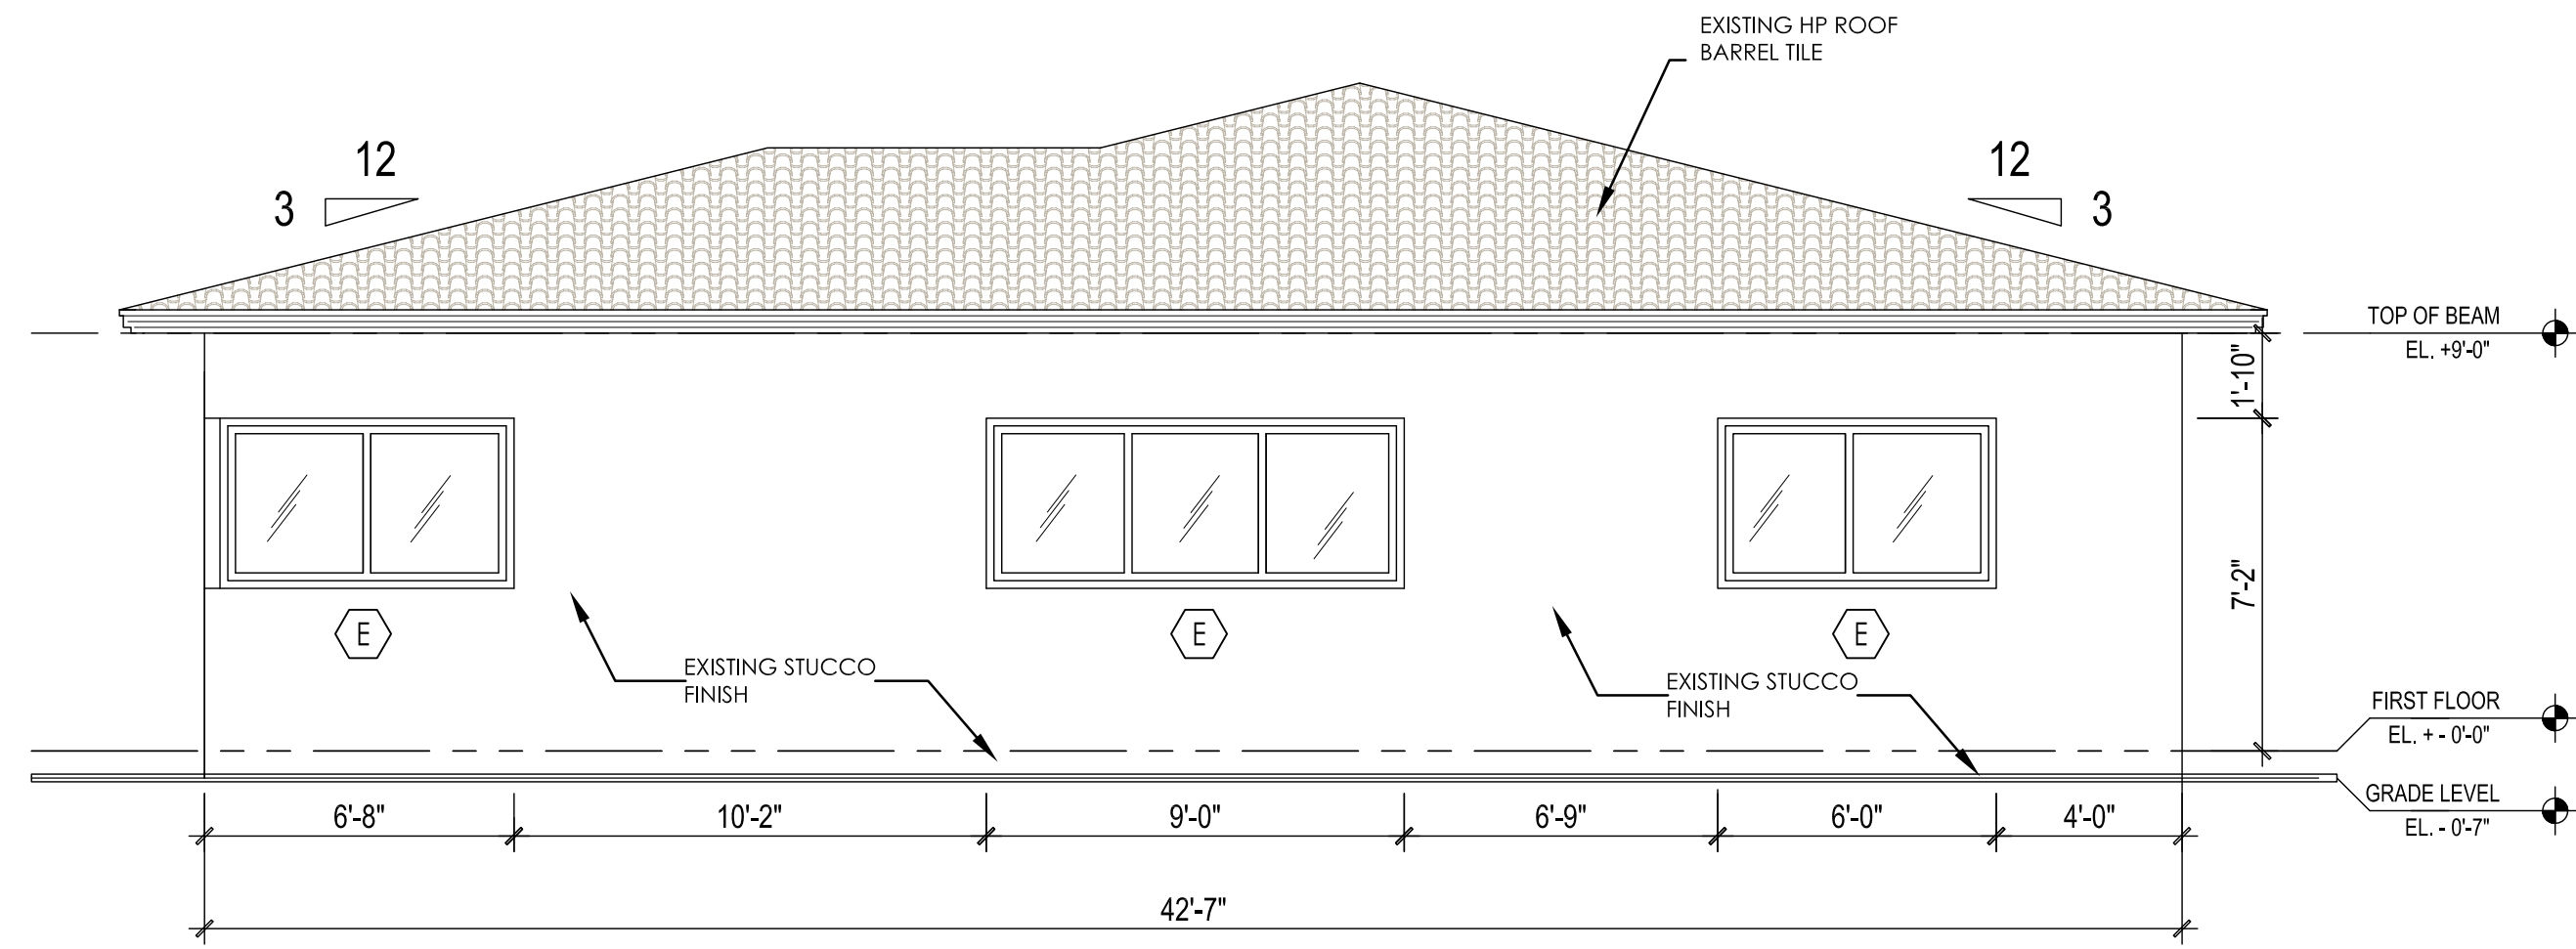 EXISTING HP ROOF
BARREL TILE
12
3
12
3
TOP OF BEAM
EL. +9'-0"
1'-10"
7'-2"
E
E
E
EXISTING STUCCO
FINISH
EXISTING STUCCO
FINISH
FIRST FLOOR
EL. + - 0'-0"
GRADE LEVEL
EL. - 0'-7"
6'-8"
10'-2"
9'-0"
6'-9"
6'-0"
4'-0"
42'-7"